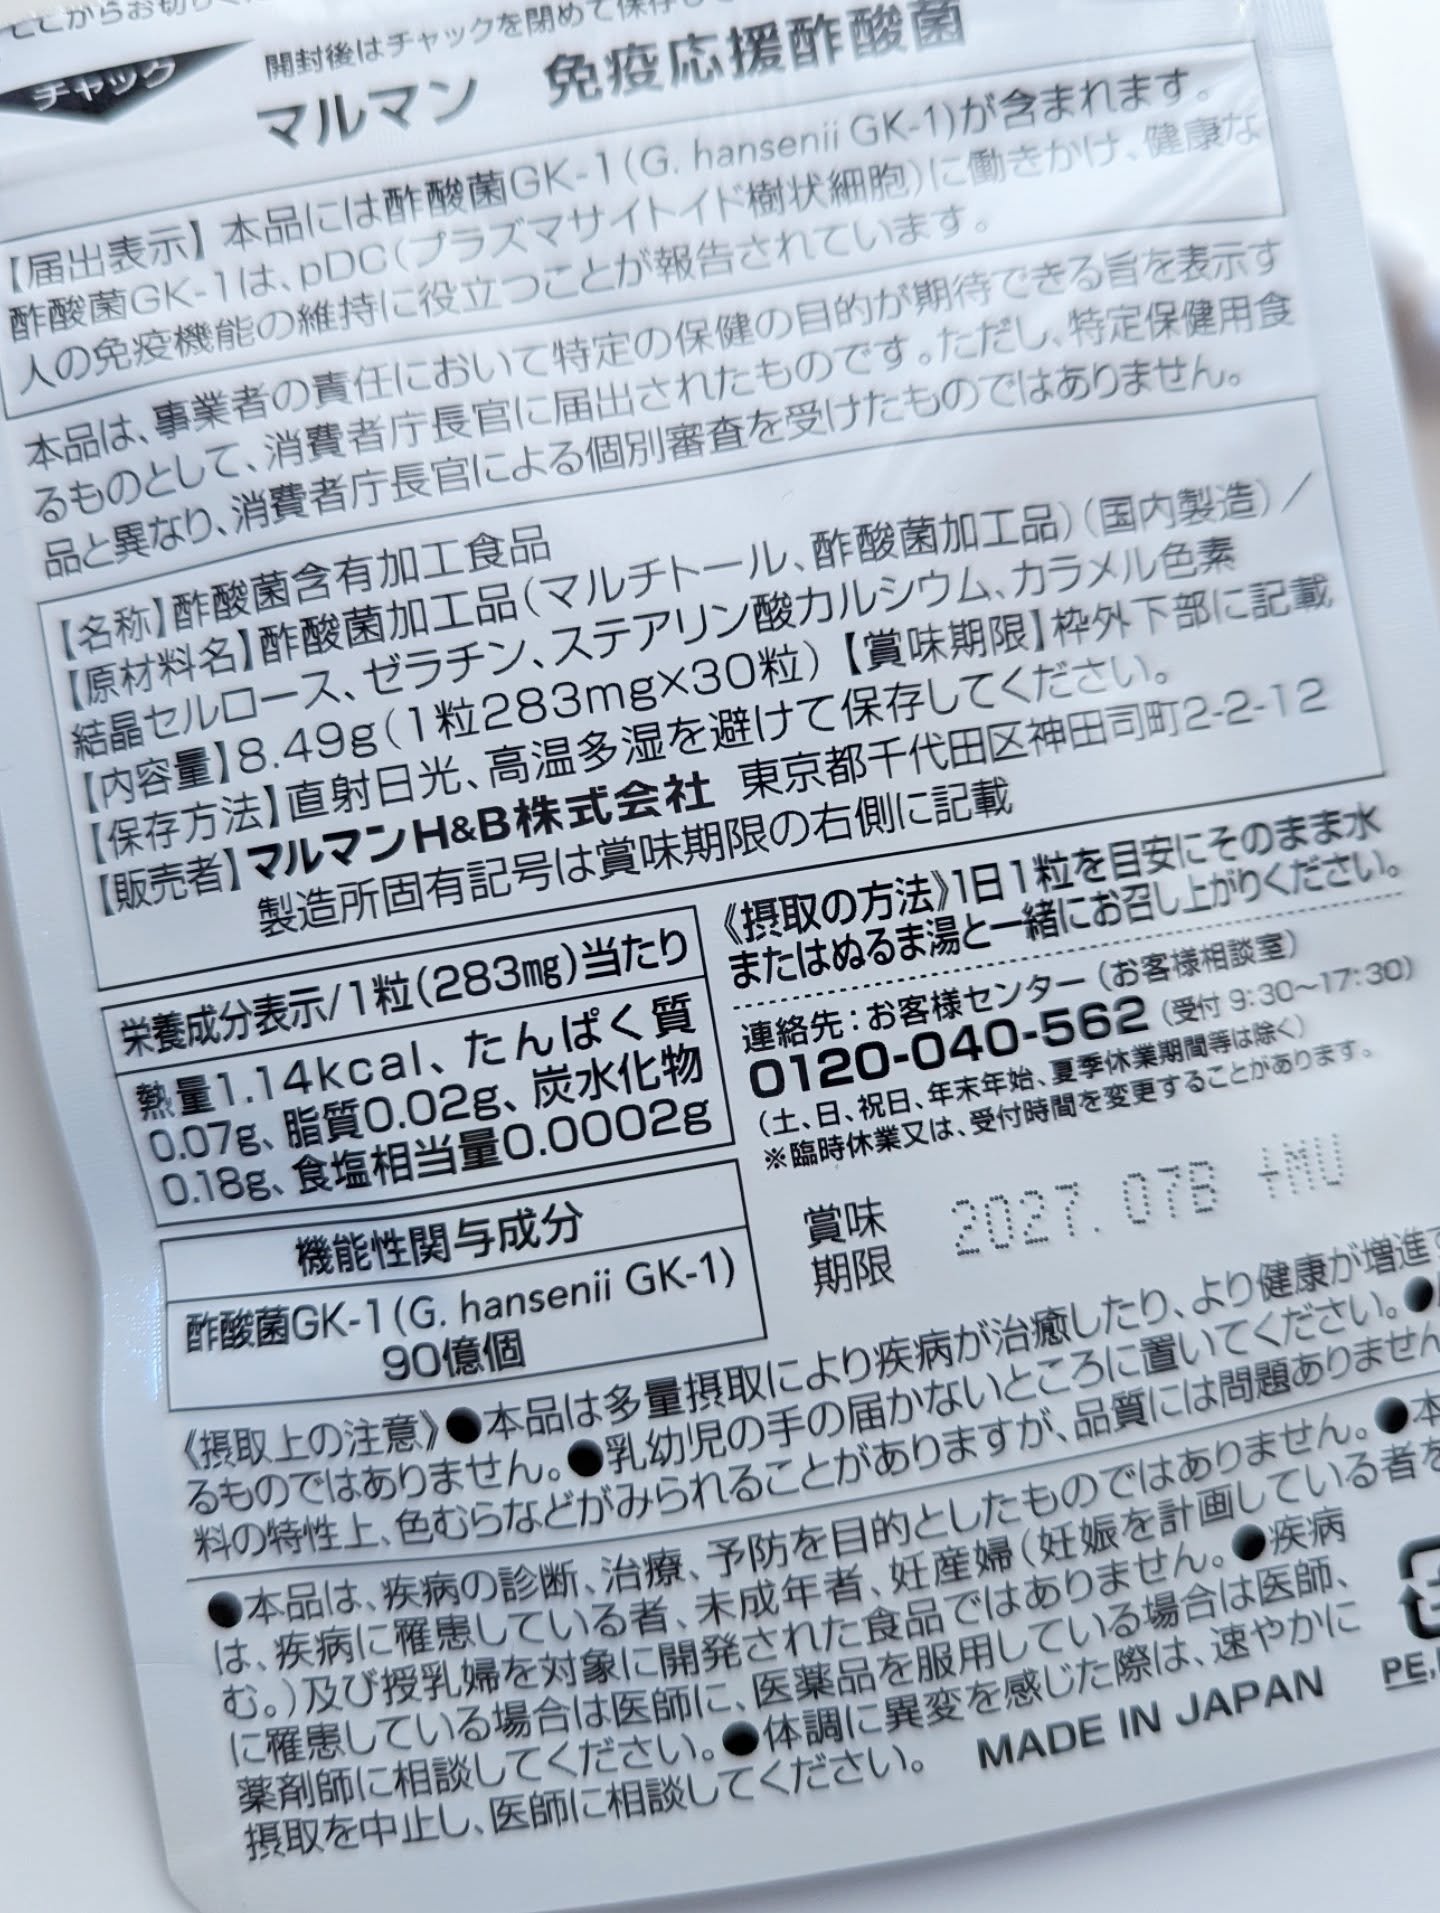 ここからお切りく
チャック
開封後はチャックを閉めて保存し
マルマン 免疫応援酢酸菌
【届出表示】本品には酢酸菌GK-1(G. hansenii GK-1)が含まれます。
酢酸菌GK-1は、pDC(プラズマサイトイド樹状細胞)に働きかけ、健康な
人の免疫機能の維持に役立つことが報告されています。
本品は、事業者の責任において特定の保健の目的が期待できる旨を表示す
るものとして、消費者庁長官に届出されたものです。ただし、特定保健用食
品と異なり、消費者庁長官による個別審査を受けたものではありません。
【名称】酢酸菌含有加工食品
【原材料名】酢酸菌加工品(マルチトール、酢酸菌加工品)(国内製造)/
結晶セルロース、ゼラチン、ステアリン酸カルシウム、カラメル色素
【内容量】8.49g(1粒283mg×30粒)【賞味期限】枠外下部に記載
【保存方法】直射日光、高温多湿を避けて保存してください。
【販売者】マルマンH&B株式会社 東京都千代田区神田司町2-2-12
製造所固有記号は賞味期限の右側に記載
栄養成分表示/1粒(283㎎)当たり
熱量1.14kcal、たんぱく質
0.07g、脂質0.02g、炭水化物
0.18g、食塩相当量0.0002g
機能性関与成分
酢酸菌GK-1(G. hansenii GK-1)
90億個
《摂取の方法》1日1粒を目安にそのまま水
またはぬるま湯と一緒にお召し上がりください。
連絡先:お客様センター(お客様相談室)
0120-040-562(受付 9:30〜17:30)
(土、日、祝日、年末年始、夏季休業期間等は除く)
※臨時休業又は、受付時間を変更することがあります。
賞味
期限
2027.07B +MU
《摂取上の注意》●本品は多量摂取により疾病が治癒したり、より健康が増進す
るものではありません。●乳幼児の手の届かないところに置いてください。●
料の特性上、色むらなどがみられることがありますが、品質には問題ありません
●本品は、疾病の診断、治療、予防を目的としたものではありません。●本
は、疾病に罹患している者、未成年者、妊産婦(妊娠を計画している者を
む。)及び授乳婦を対象に開発された食品ではありません。●疾病
に罹患している場合は医師に、医薬品を服用している場合は医師、
薬剤師に相談してください。●体調に異変を感じた際は、速やかに
摂取を中止し、医師に相談してください。
MADE IN JAPAN
PE,